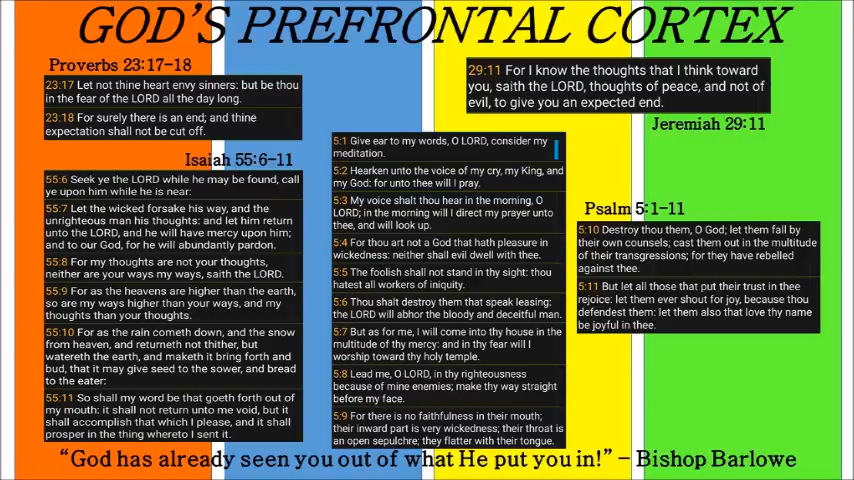 GOD'S PREFRONTAL CORTEX
Proverbs 23:17-18
23:17 Let not thine heart envy sinners: but be thou
in the fear of the LORD all the day long.
23:18 For surely there is an end; and thine
expectation shall not be cut off.
Isaiah 55:6-11
55:6 Seek ye the LORD while he may be found, call
ye upon him while he is near:
55:7 Let the wicked forsake his way, and the
unrighteous man his thoughts: and let him return
unto the LORD, and he will have mercy upon him;
and to our God, for he will abundantly pardon.
55:8 For my thoughts are not your thoughts,
neither are your ways my ways, saith the LORD.
55:9 For as the heavens are higher than the earth,
so are my ways higher than your ways, and my
thoughts than your thoughts.
55:10 For as the rain cometh down, and the snow
from heaven, and returneth not thither, but
watereth the earth, and maketh it bring forth and
bud, that it may give seed to the sower, and bread
to the eater:
55:11 So shall my word be that goeth forth out of
my mouth: it shall not return unto me void, but it
shall accomplish that which I please, and it shall
prosper in the thing whereto I sent it.
5:1 Give ear to my words, O LORD, consider my
meditation.
5:2 Hearken unto the voice of my cry, my King, and
my God: for unto thee will I pray.
5:3 My voice shalt thou hear in the morning, O
LORD; in the morning will I direct my prayer unto
thee, and will look up.
5:4 For thou art not a God that hath pleasure in
wickedness: neither shall evil dwell with thee.
5:5 The foolish shall not stand in thy sight: thou
hatest all workers of iniquity.
5:6 Thou shalt destroy them that speak leasing:
the LORD will abhor the bloody and deceitful man.
5:7 But as for me, I will come into thy house in the
multitude of thy mercy: and in thy fear will I
worship toward thy holy temple.
5:8 Lead me, O LORD, in thy righteousness
because of mine enemies; make thy way straight
before my face.
5:9 For there is no faithfulness in their mouth;
their inward part is very wickedness; their throat is
an open sepulchre; they flatter with their tongue.
29:11 For I know the thoughts that I think toward
you, saith the LORD, thoughts of peace, and not of
evil, to give you an expected end.
Jeremiah 29:11
Psalm 5:1-11
5:10 Destroy thou them, O God; let them fall by
their own counsels; cast them out in the multitude
of their transgressions; for they have rebelled
against thee.
5:11 But let all those that put their trust in thee
rejoice: let them ever shout for joy, because thou
defendest them: let them also that love thy name
be joyful in thee.
"God has already seen you out of what He put you in!" - Bishop Barlowe